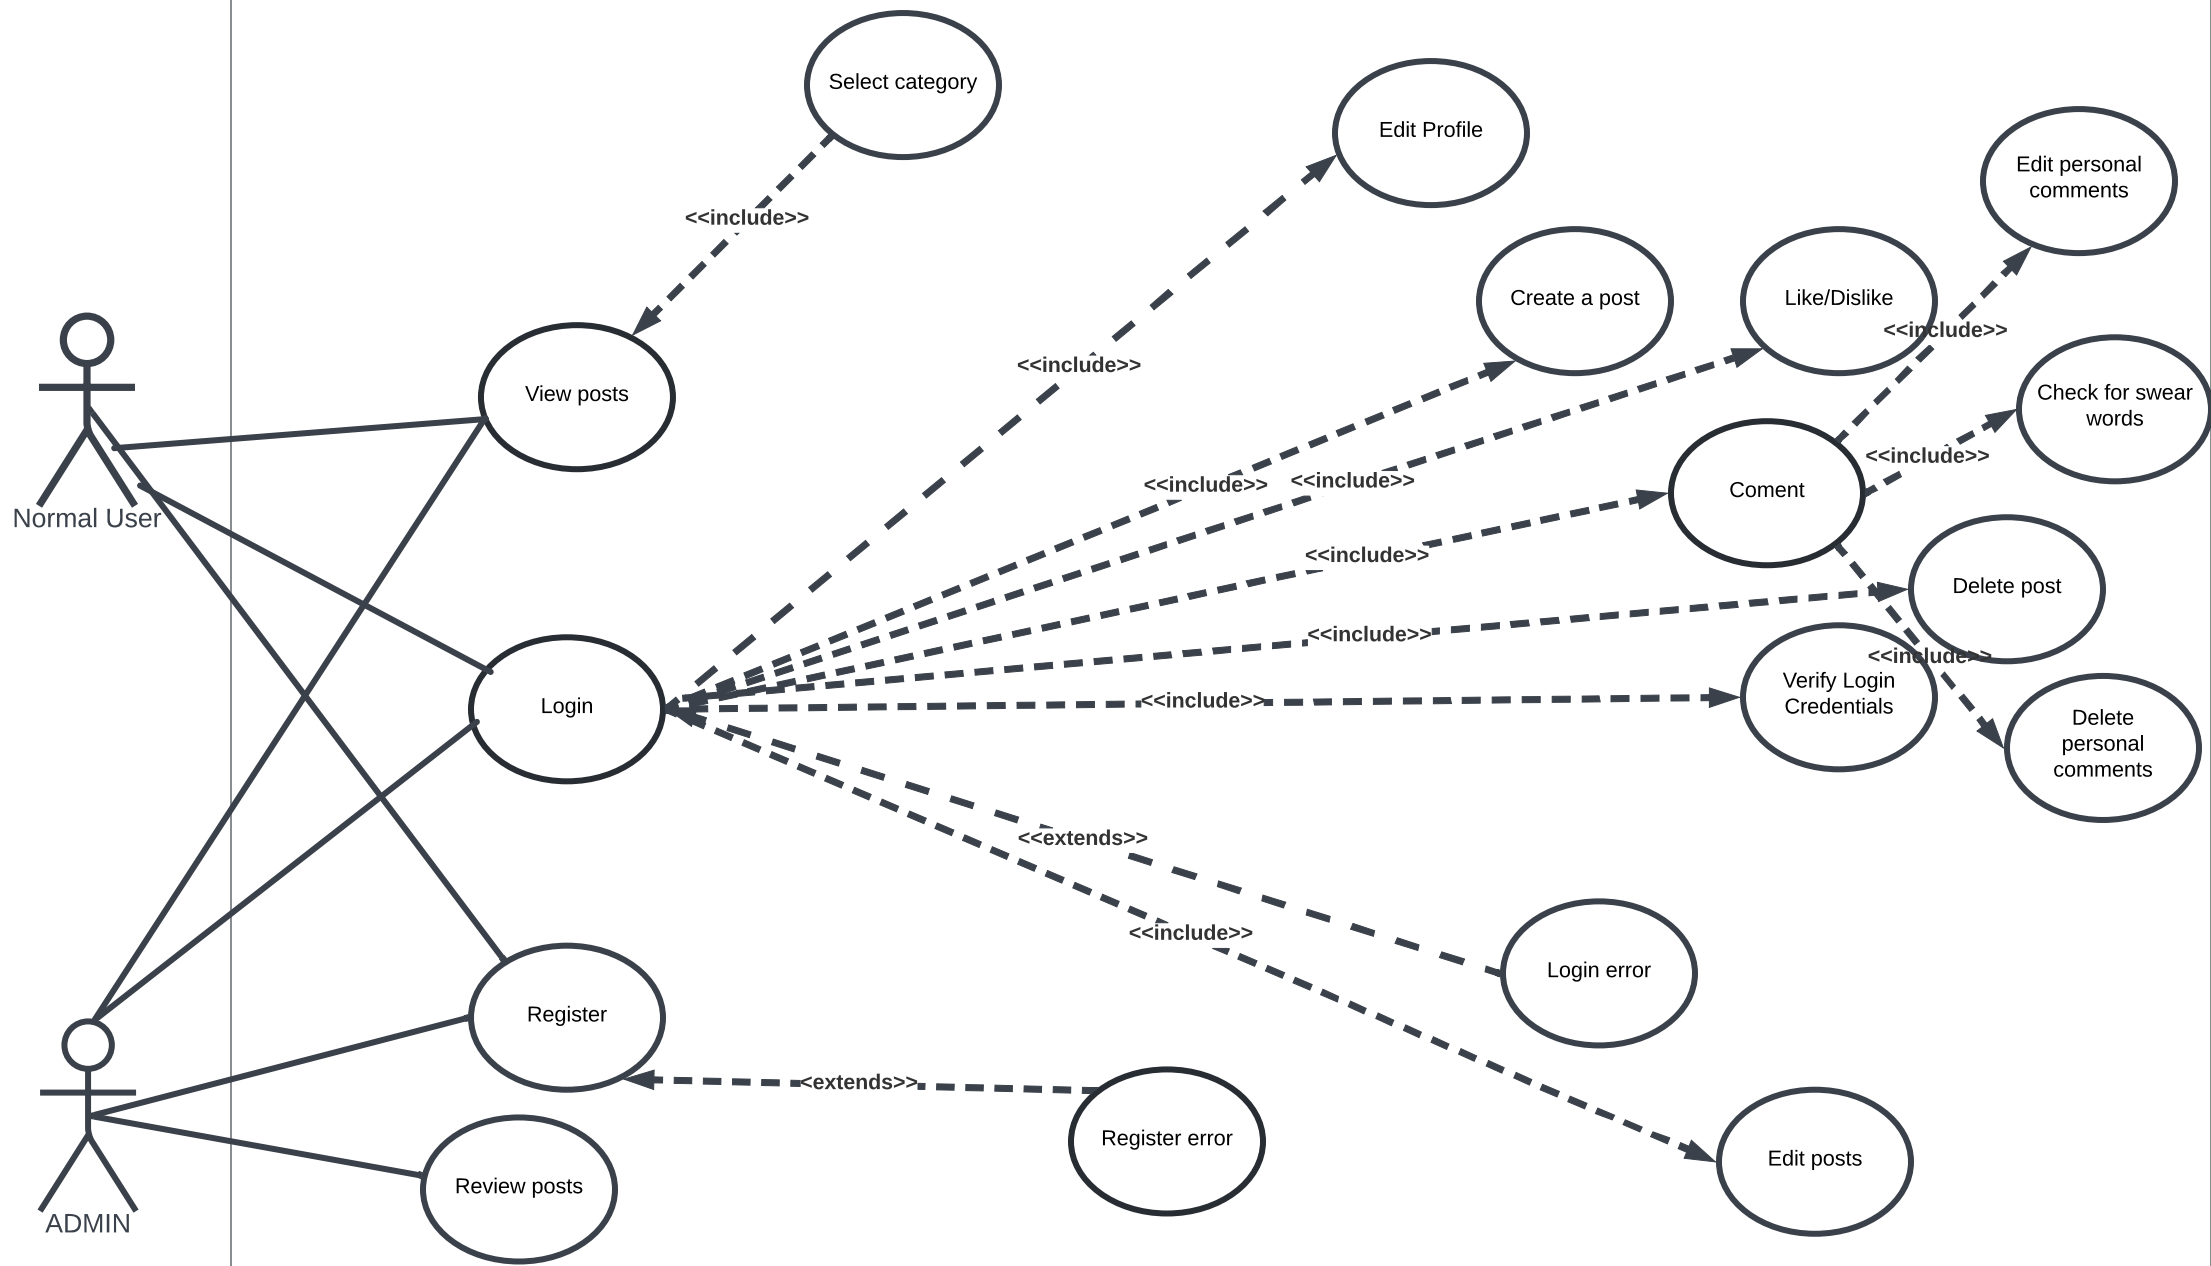 Select category
Edit Profile
Edit personal
comments
<<include>>
Create a post
Like/Dislike
<<include>>
<<include>>
View posts
Check for swear
words
<<include>>
<<include>>
<<include>>
Coment
Normal User
<<include>>
Delete post
<<include>>
<<include>>
Login
<<include>>
Verify Login
Credentials
Delete
personal
comments
<<extends>>
<<include>>
Login error
Register
<extends>>
Register error
Edit posts
Review posts
ADMIN